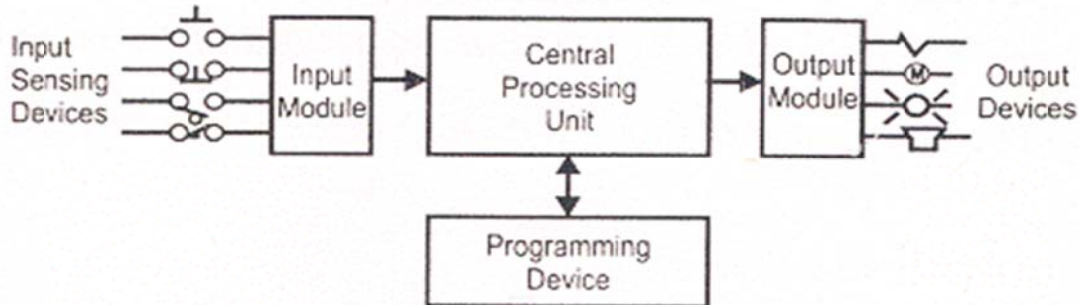 Input
Sensing
Devices
Input
Module
Central
Processing
Unit
Output
Module
M
Output
Devices
Programming
Device